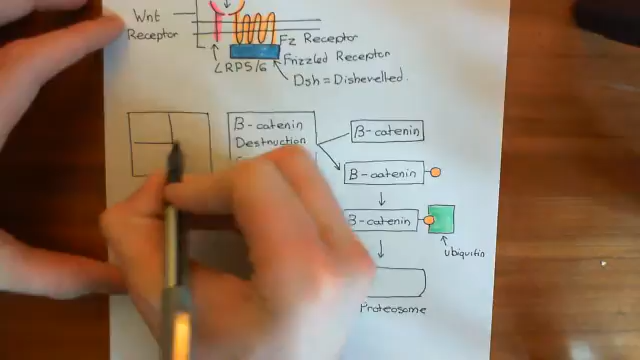 Wnt
Receptor
Fz Receptor
LRP5/6
Frizzled Receptor
Dsh = Dishevelled.
B-catenin
Destruction
B-catenin
B-catenin
B-catenin
ubiquitin
Proteosome